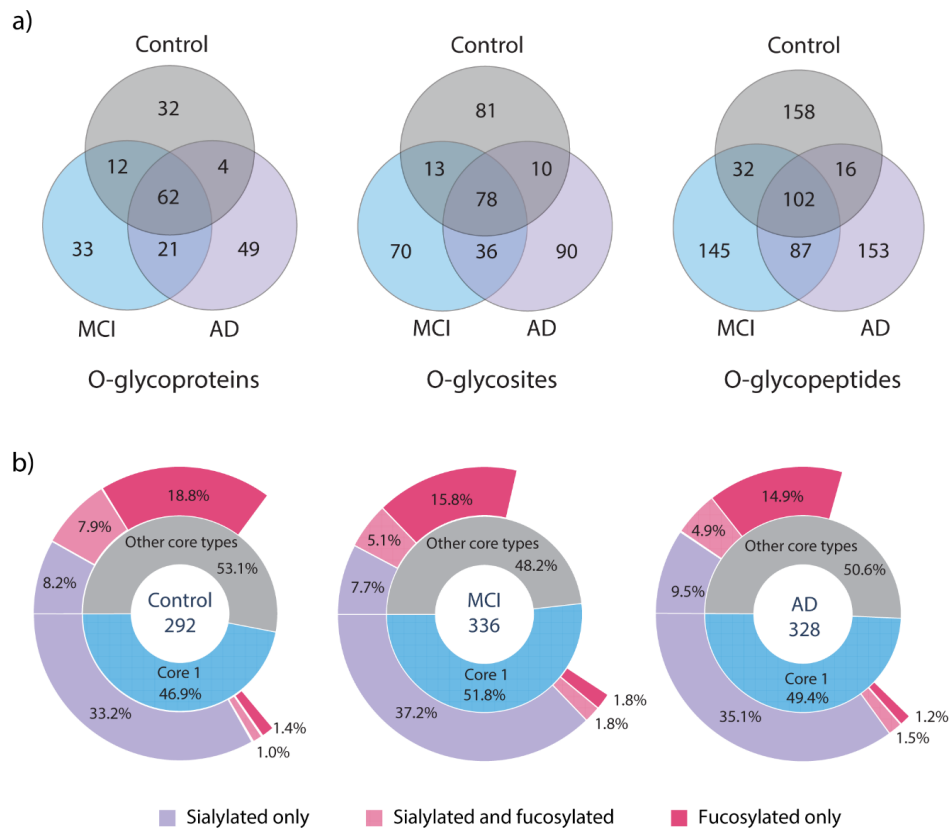 a)
Control
32
12
4
62
33
21
49
MCI
AD
O-glycoproteins
Control
81
13
10
78
70
36
90
MCI
AD
O-glycosites
Control
158
32
16
102
145
87
153
MCI
AD
O-glycopeptides
b)
18.8%
7.9%
8.2%
Other core types
53.1%
Control
292
Core 1
46.9%
33.2%
1.4%
1.0%
15.8%
5.1%
7.7%
Other core types
48.2%
MCI
336
Core 1
51.8%
37.2%
1.8%
1.8%
14.9%
4.9%
9.5%
Other core types
50.6%
AD
328
Core 1
49.4%
35.1%
1.2%
1.5%
Sialylated only
Sialylated and fucosylated
Fucosylated only